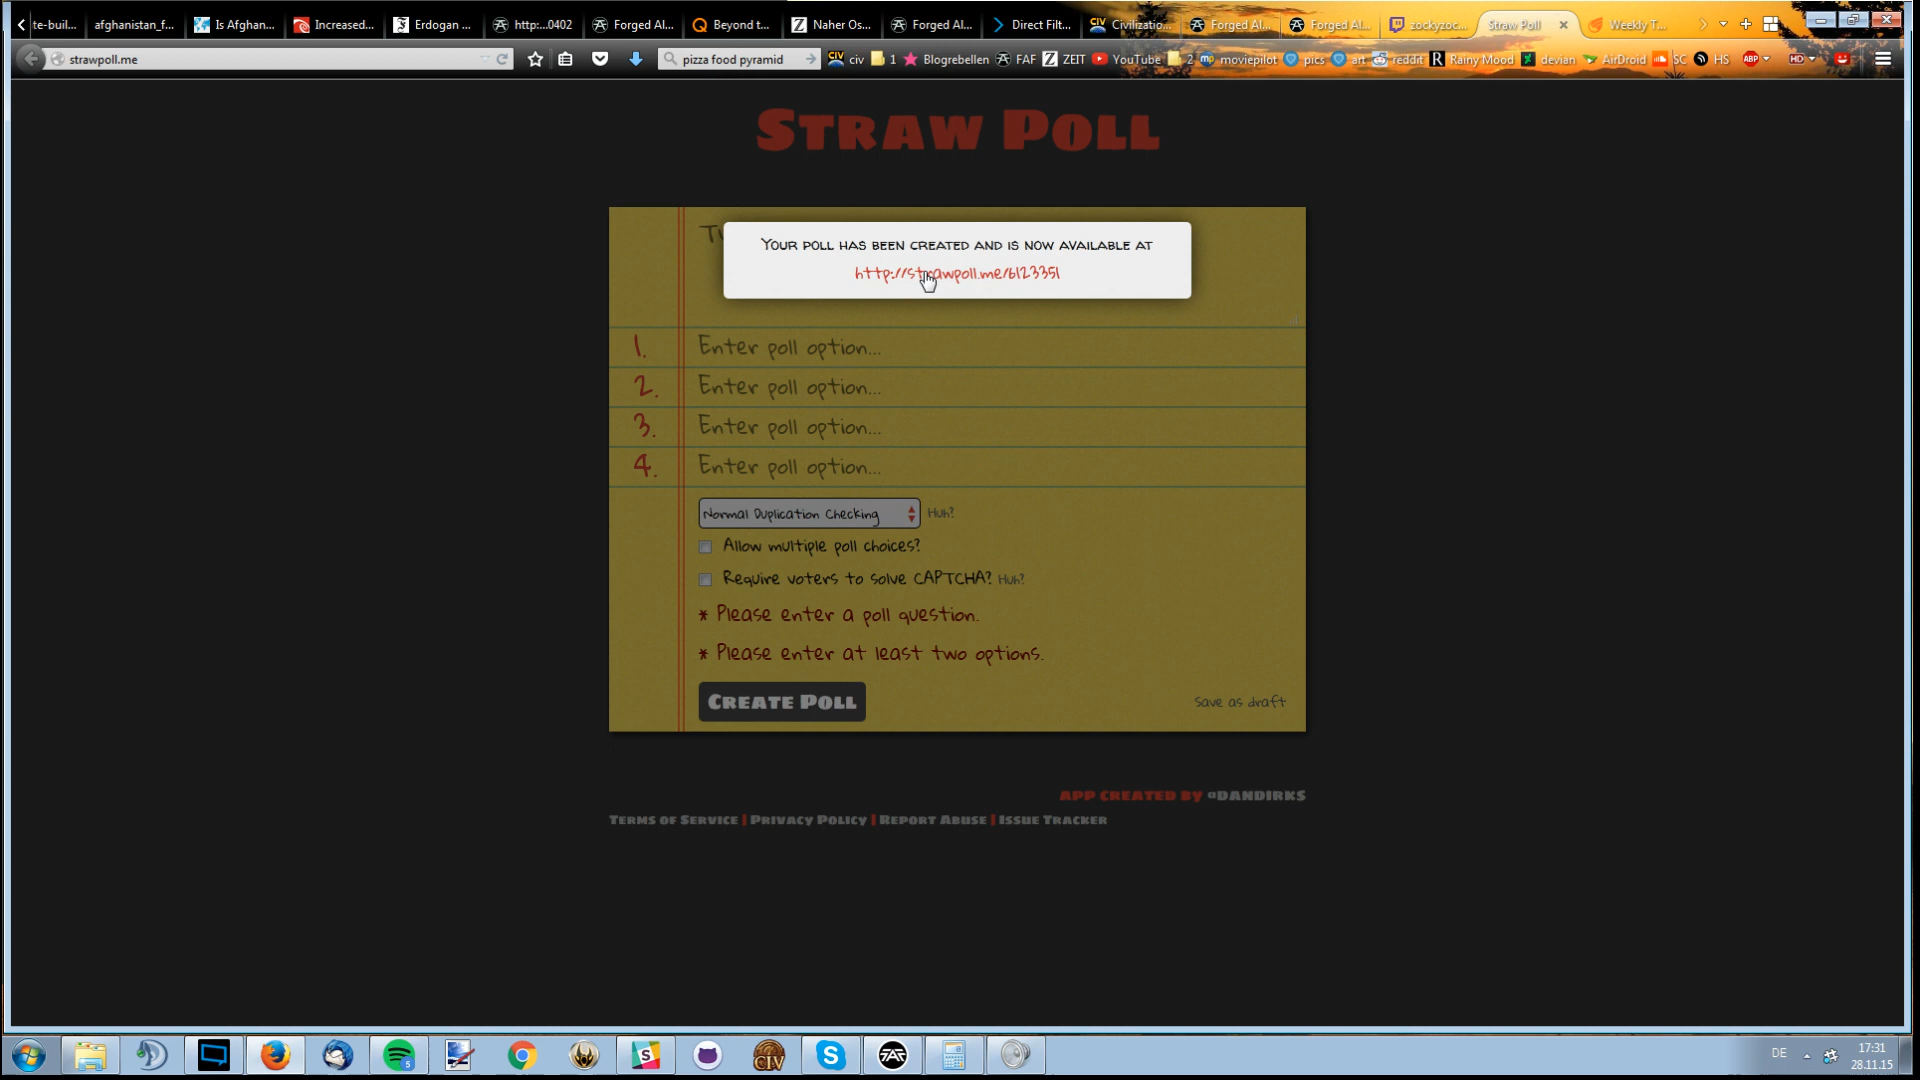 te-buil... afghanistan_f... Is Afghan... Increased... Erdogan ... http:...0402 Forged Al... Beyond t... Naher Os... Forged Al... Direct Filt... Civilizatio... Forged Al... Forged Al... zockyzoc... Straw Poll Weekly T...
strawpoll.me pizza food pyramid civ 1 Blogrebellen FAF ZEIT YouTube 2 moviepilot pics art reddit Rainy Mood devian AirDroid SC HS ABP HD
STRAW POLL
YOUR POLL HAS BEEN CREATED AND IS NOW AVAILABLE AT
http://strawpoll.me/6123351
1. Enter poll option...
2. Enter poll option...
3. Enter poll option...
4. Enter poll option...
Normal Duplication Checking Huh?
Allow multiple poll choices?
Require voters to solve CAPTCHA? Huh?
* Please enter a poll question.
* Please enter at least two options.
CREATE POLL Save as draft
APP CREATED BY @DANDIRKS
TERMS OF SERVICE | PRIVACY POLICY | REPORT ABUSE | ISSUE TRACKER
DE 17:31
28.11.15